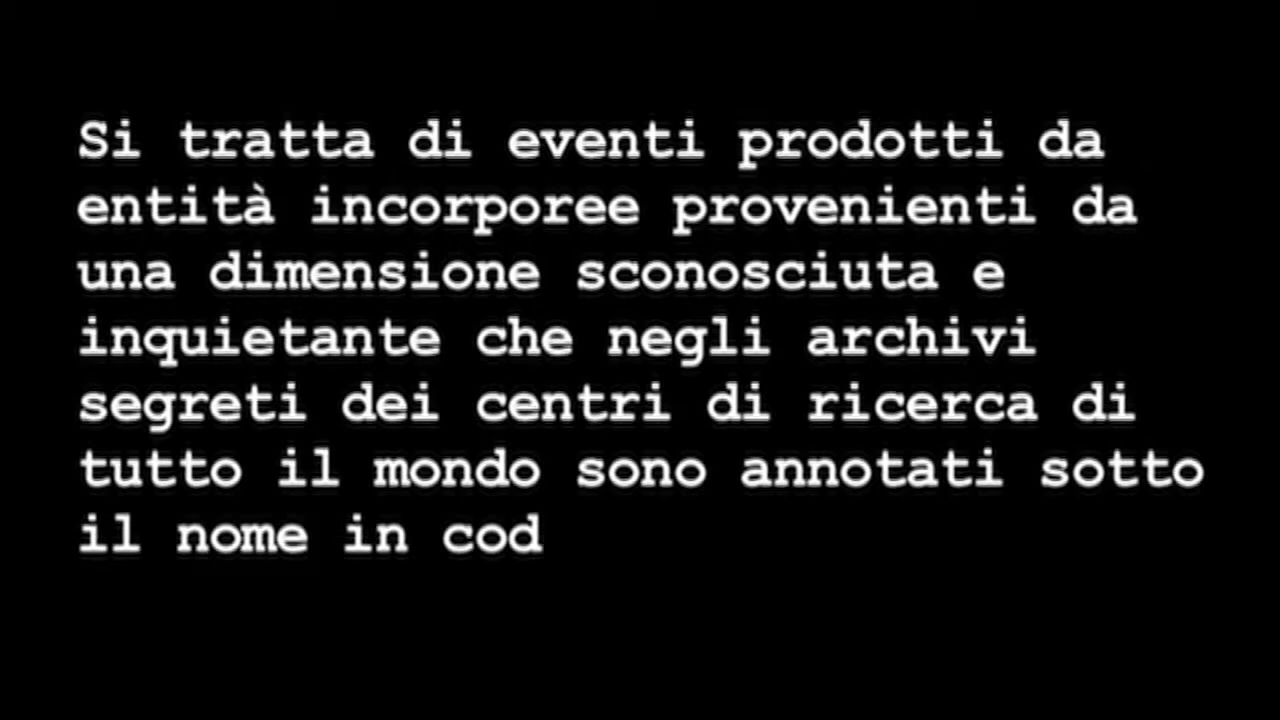 Si tratta di eventi prodotti da
entità incorporee provenienti da
una dimensione sconosciuta e
inquietante che negli archivi
segreti dei centri di ricerca di
tutto il mondo sono annotati sotto
il nome in cod